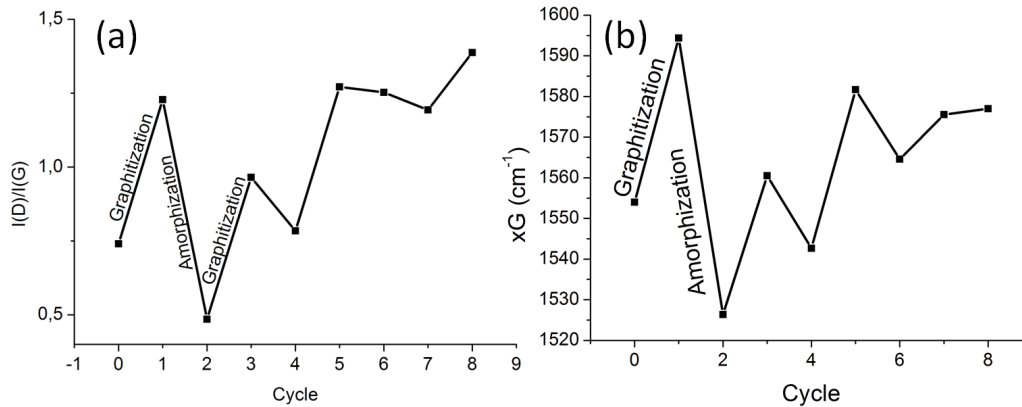 (a)
1,5
1,0
0,5
I(D)/I(G)
Graphitization
Amorphization
Graphitization
-1 0 1 2 3 4 5 6 7 8 9
Cycle
(b)
1600
1590
1580
1570
1560
1550
1540
1530
1520
xG (cm-1)
Graphitization
Amorphization
0 2 4 6 8
Cycle